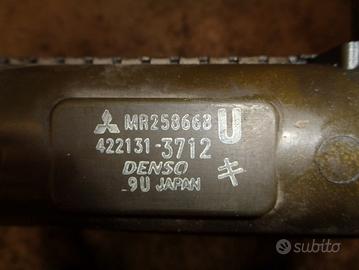 MR258668 U
422131-3712
DENSO キ
9U JAPAN
subito